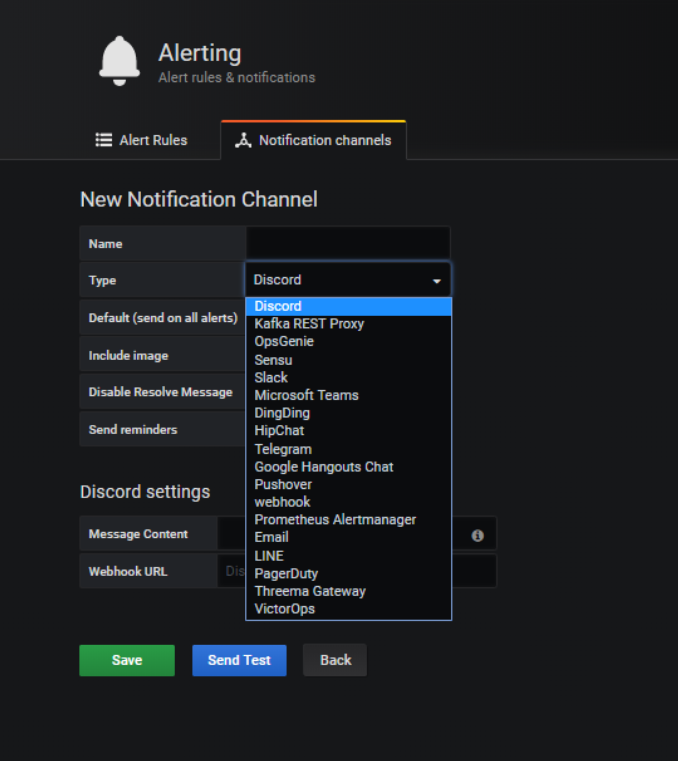 Alerting
Alert rules & notifications
Alert Rules
Notification channels
New Notification Channel
Name
Type
Discord
Default (send on all alerts)
Include image
Disable Resolve Message
Send reminders
Discord
Kafka REST Proxy
OpsGenie
Sensu
Slack
Microsoft Teams
DingDing
HipChat
Telegram
Google Hangouts Chat
Pushover
webhook
Prometheus Alertmanager
Email
LINE
PagerDuty
Threema Gateway
VictorOps
Discord settings
Message Content
Webhook URL
Dis
Save
Send Test
Back